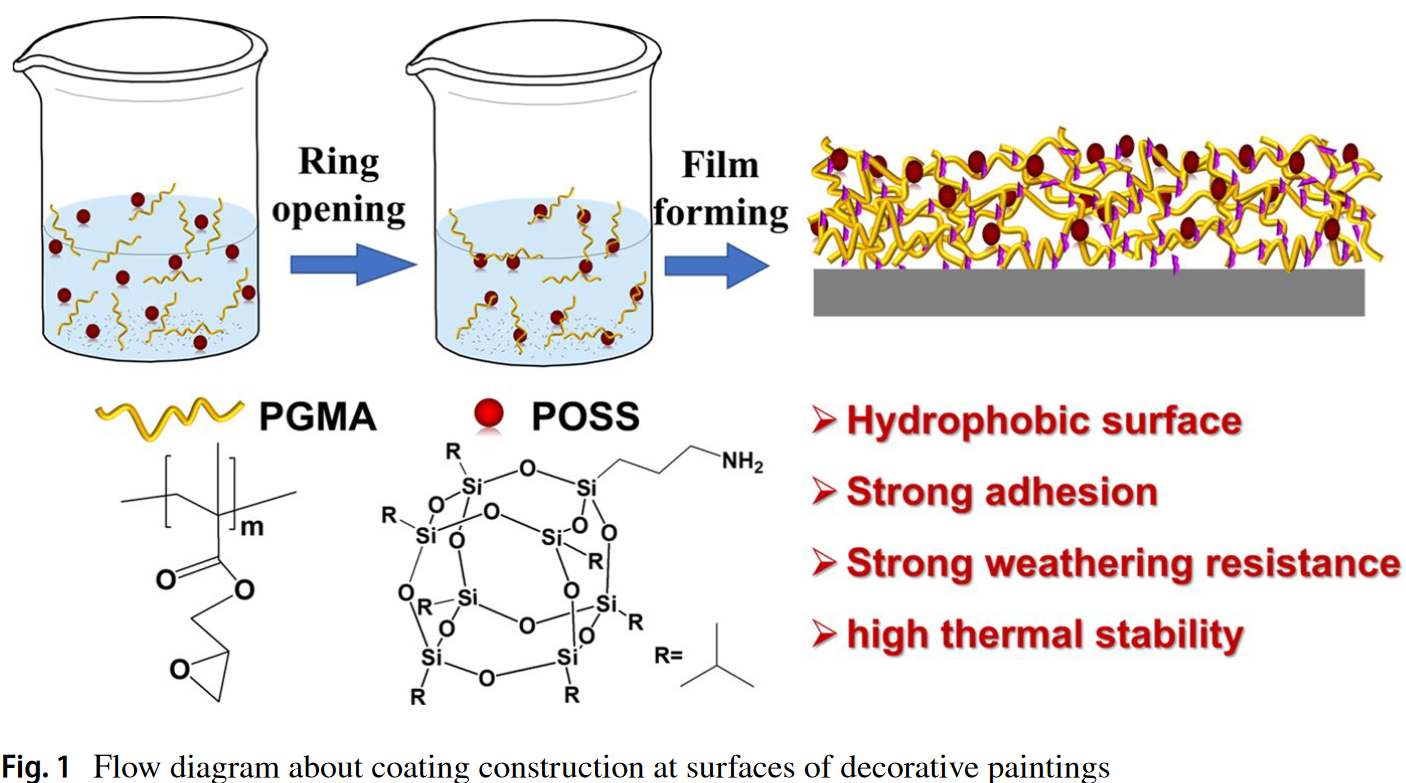 Ring
opening
Film
forming
PGMA
POSS
m
O
O
O
R
O
Si
Si
NH2
O
R
O
O
O
Si
O
Si
R
O
O
R
Si
Si
R
O
O
O
Si
Si
O
R
R
R=
➢ Hydrophobic surface
➢ Strong adhesion
➢ Strong weathering resistance
➢ high thermal stability
Fig. 1 Flow diagram about coating construction at surfaces of decorative paintings